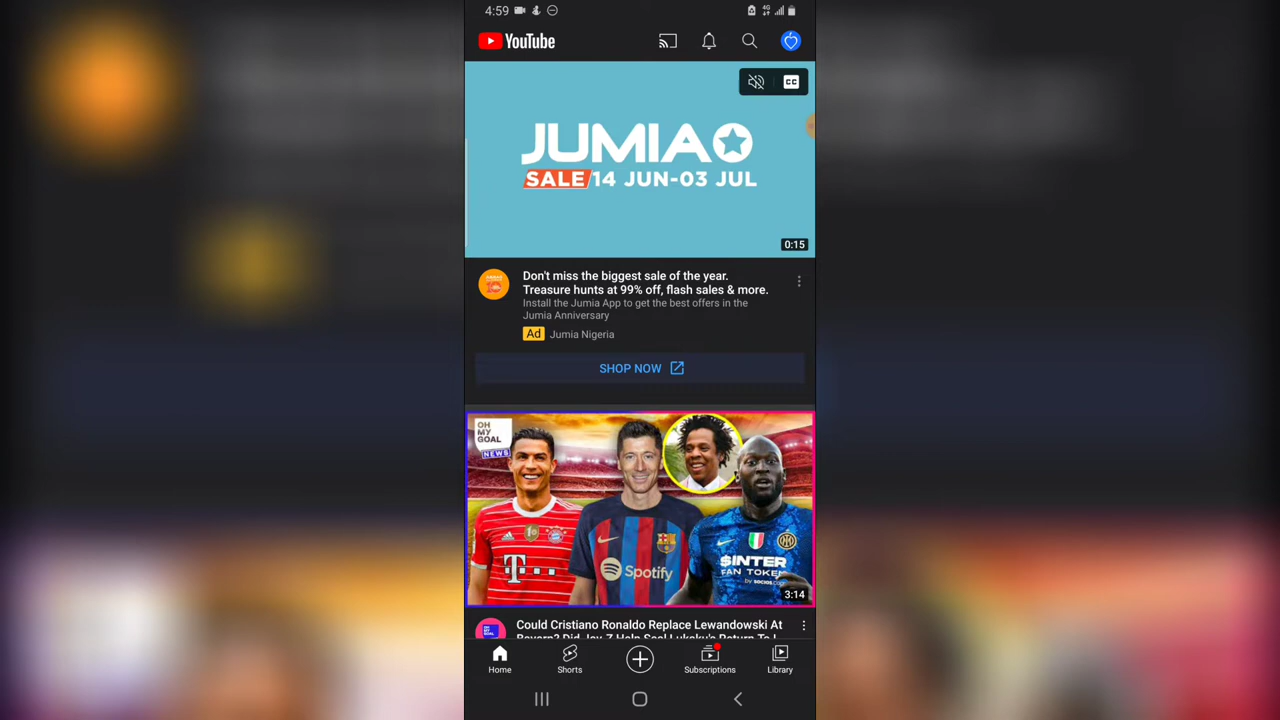 4:59
4G
YouTube
CC
JUMIA
SALE 14 JUN-03 JUL
0:15
Don't miss the biggest sale of the year.
Treasure hunts at 99% off, flash sales & more.
Install the Jumia App to get the best offers in the
Jumia Anniversary
Ad Jumia Nigeria
SHOP NOW
OH
MY
GOAL
NEWS
T
Spotify
$INTER
FAN TOKEN
by SOCIOS.COM
3:14
Could Cristiano Ronaldo Replace Lewandowski At
Bayern? Did Jay-Z Help Seal Lukaku's Return To I
Home
Shorts
Subscriptions
Library